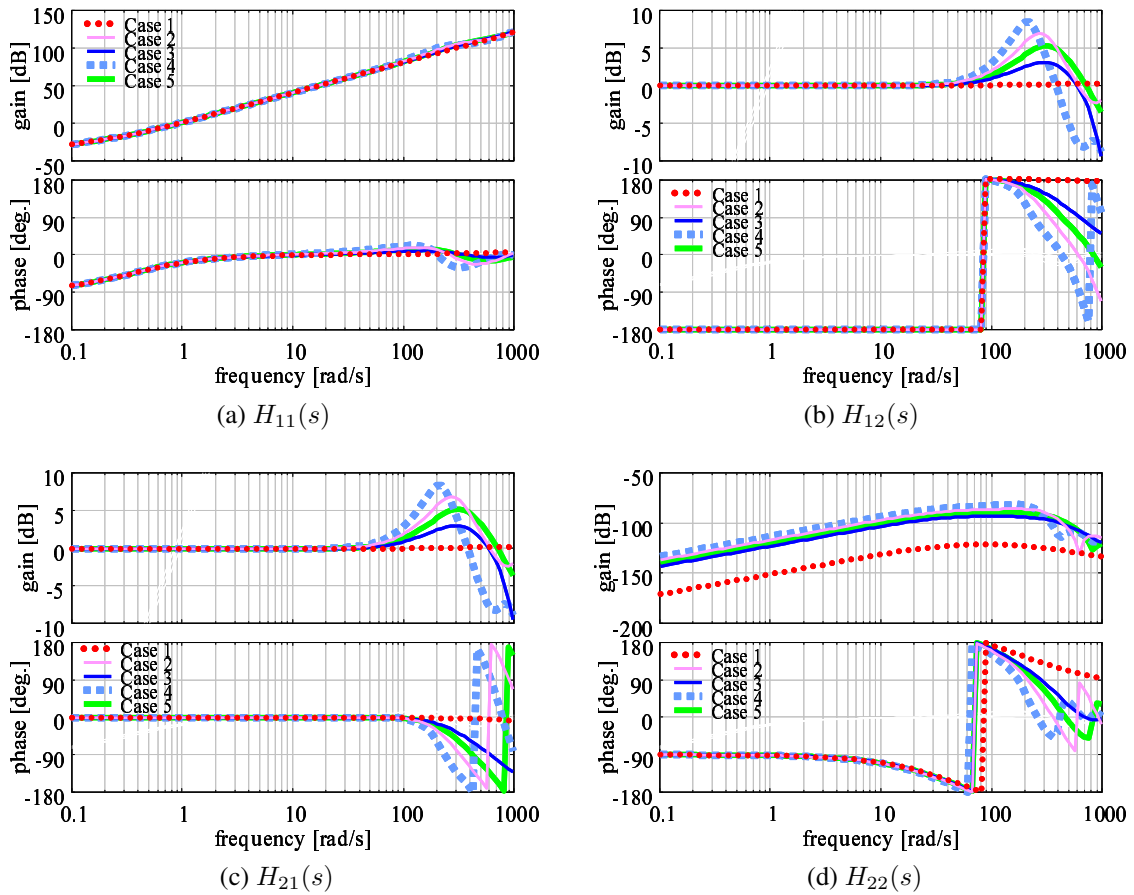 150
100
50
0
-50
gain [dB]
Case 1
Case 2
Case 3
Case 4
Case 5
180
90
0
-90
-180
phase [deg.]
0.1 1 10 100 1000
frequency [rad/s]
(a) H11(s)
10
5
0
-5
10
gain [dB]
180
90
0
-90
-180
phase [deg.]
Case 1
Case 2
Case 3
Case 4
Case 5
0.1 1 10 100 1000
frequency [rad/s]
(b) H12(s)
10
5
0
-5
-10
gain [dB]
180
90
0
-90
-180
phase [deg.]
Case 1
Case 2
Case 3
Case 4
Case 5
0.1 1 10 100 1000
frequency [rad/s]
(c) H21(s)
-50
-100
-150
-200
gain [dB]
180
90
0
-90
-180
phase [deg.]
Case 1
Case 2
Case 3
Case 4
Case 5
0.1 1 10 100 1000
frequency [rad/s]
(d) H22(s)